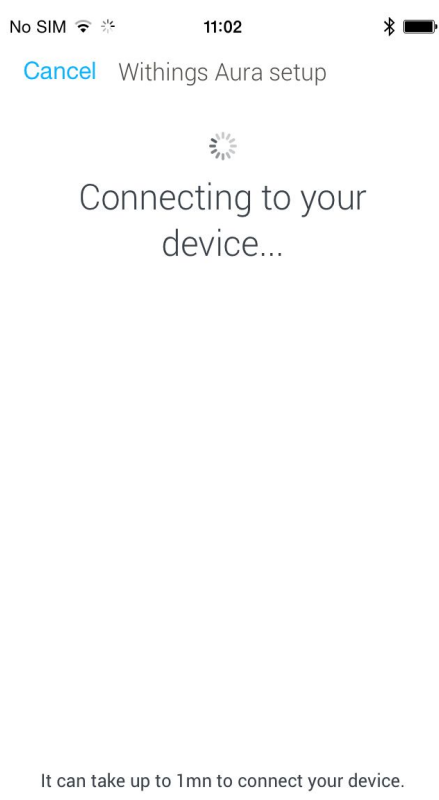 No SIM 11:02
Cancel Withings Aura setup
Connecting to your
device...
It can take up to 1mn to connect your device.